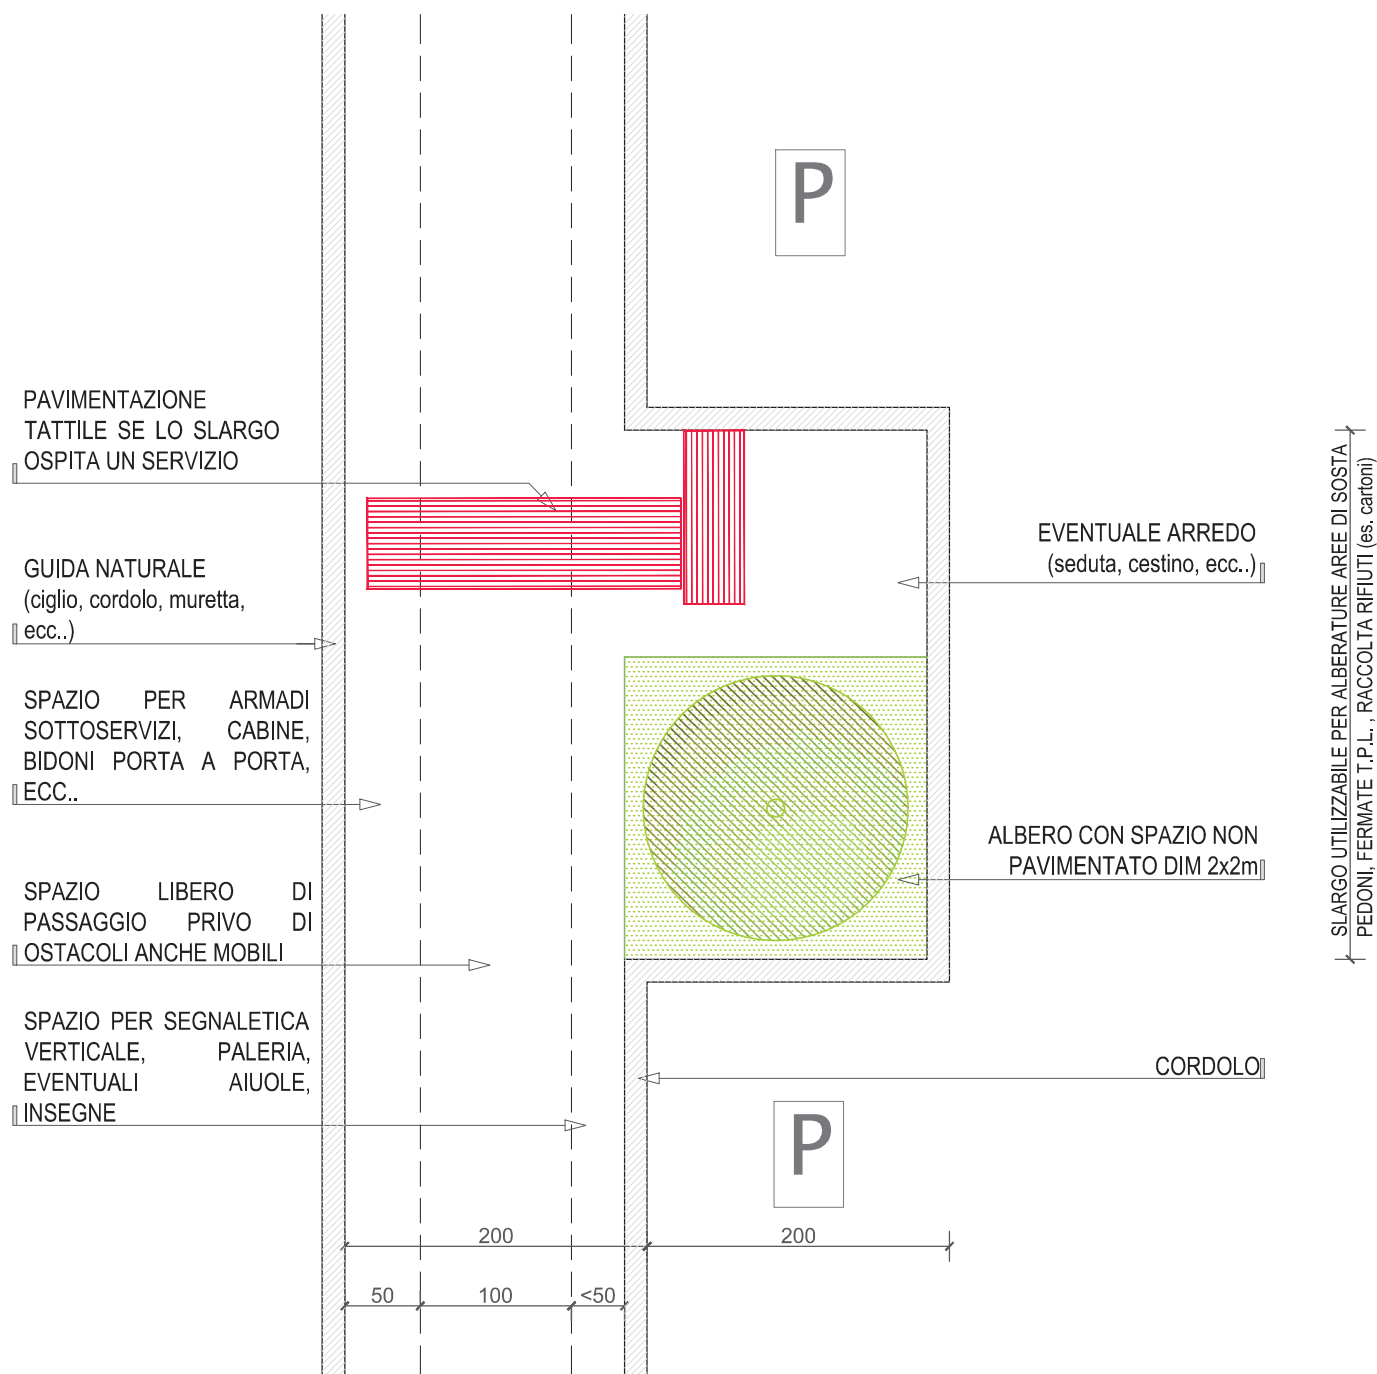 P
PAVIMENTAZIONE
TATTILE SE LO SLARGO
OSPITA UN SERVIZIO
GUIDA NATURALE
(ciglio, cordolo, muretta,
ecc..)
SPAZIO PER ARMADI
SOTTOSERVIZI, CABINE,
BIDONI PORTA A PORTA,
ECC..
SPAZIO LIBERO DI
PASSAGGIO PRIVO DI
OSTACOLI ANCHE MOBILI
SPAZIO PER SEGNALETICA
VERTICALE, PALERIA,
EVENTUALI AIUOLE,
INSEGNE
EVENTUALE ARREDO
(seduta, cestino, ecc..)
ALBERO CON SPAZIO NON
PAVIMENTATO DIM 2x2m
CORDOLO
SLARGO UTILIZZABILE PER ALBERATURE AREE DI SOSTA
PEDONI, FERMATE T.P.L. , RACCOLTA RIFIUTI (es. cartoni)
P
200
200
50
100
<50